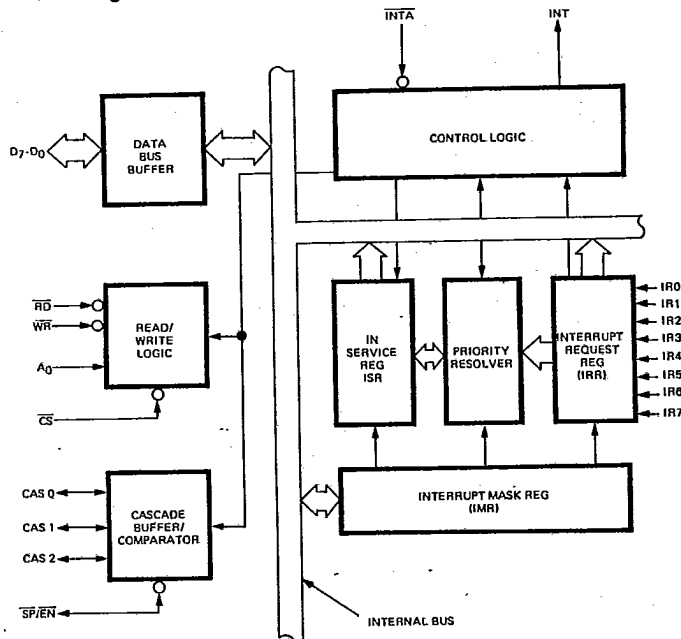 INTA
INT
DATA
BUS
BUFFER
D7-D0
CONTROL LOGIC
RD
WR
A0
CS
READ/
WRITE
LOGIC
IN
SERVICE
REG
ISR
PRIORITY
RESOLVER
INTERRUPT
REQUEST
REG
(IRR)
IR0
IR1
IR2
IR3
IR4
IR5
IR6
IR7
CAS 0
CAS 1
CAS 2
CASCADE
BUFFER/
COMPARATOR
SP/EN
INTERRUPT MASK REG
(IMR)
INTERNAL BUS